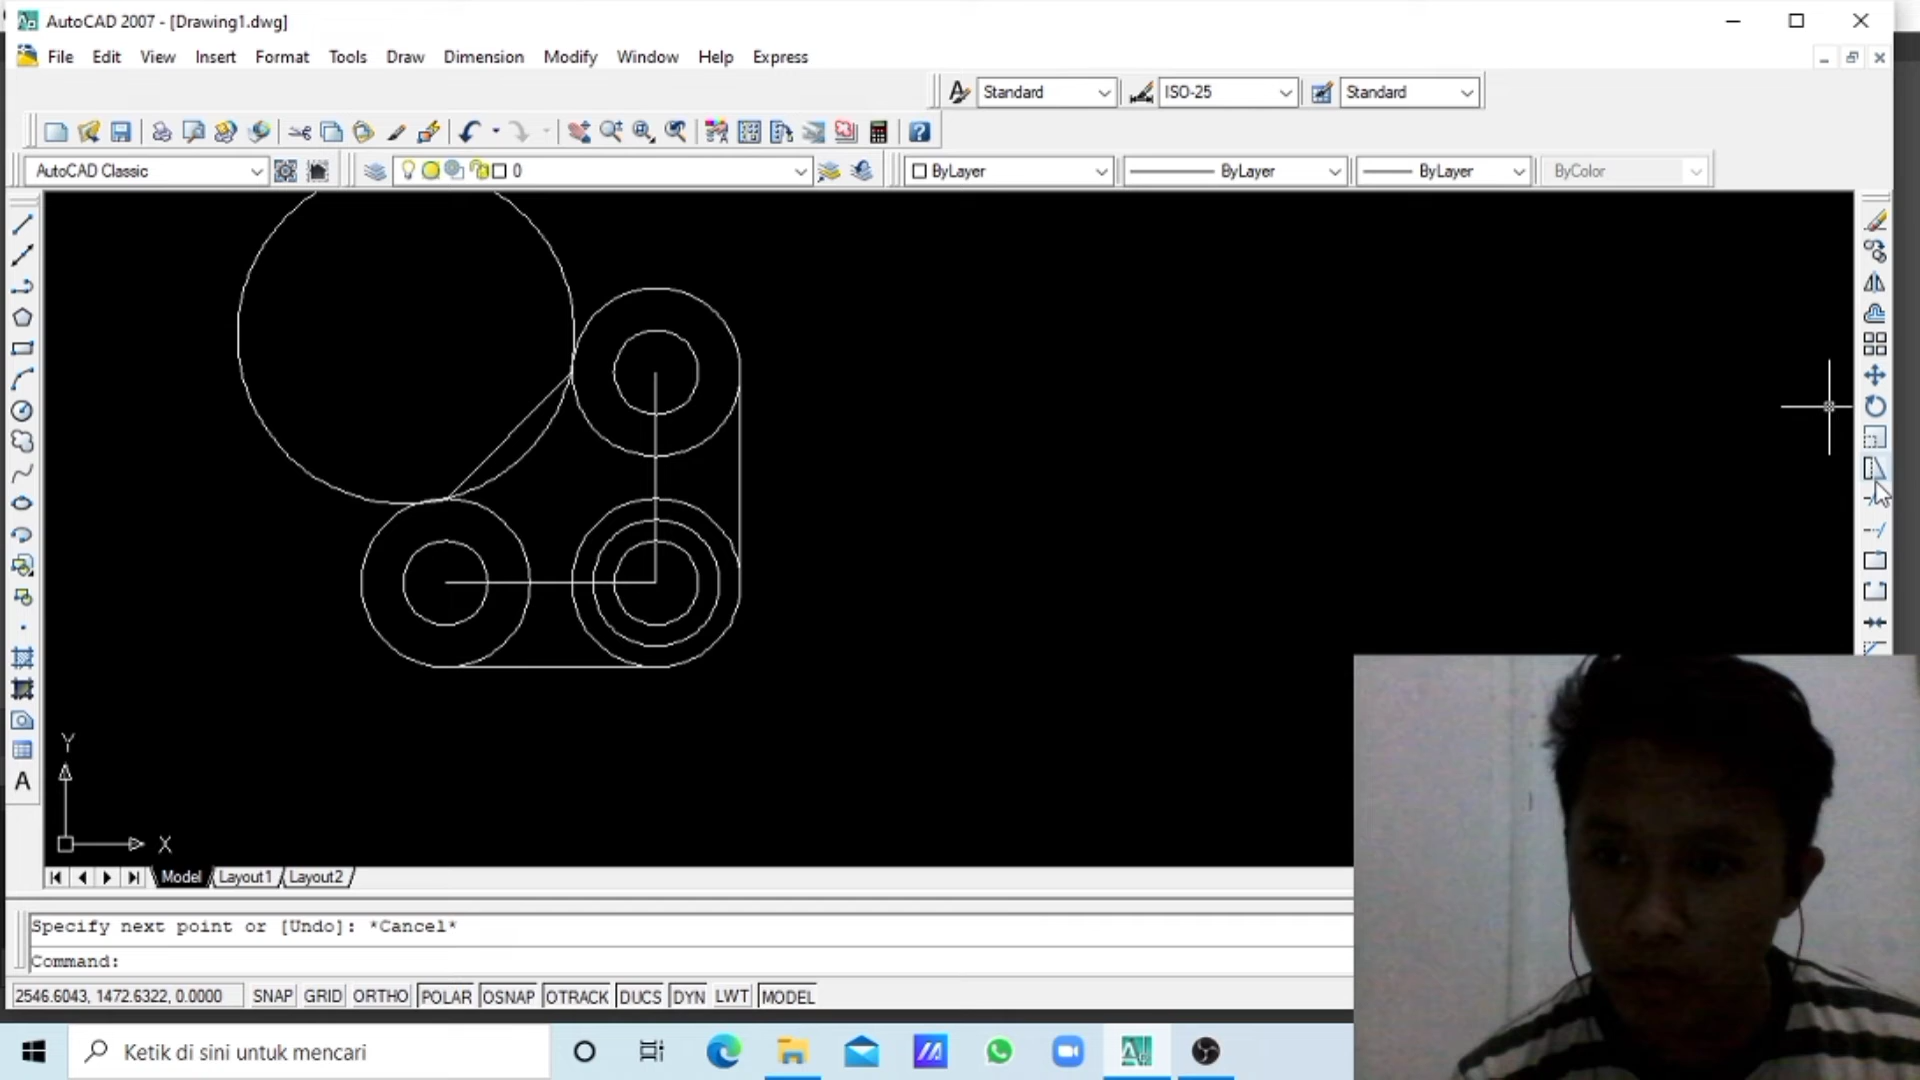 AutoCAD 2007 - [Drawing1.dwg]
File Edit View Insert Format Tools Draw Dimension Modify Window Help Express
Standard ISO-25 Standard
AutoCAD Classic 0 ByLayer ByLayer ByLayer ByColor
Y
X
A
Model Layout1 Layout2
Specify next point or [Undo]: *Cancel*
Command:
2546.6043, 1472.6322, 0.0000 SNAP GRID ORTHO POLAR OSNAP OTRACK DUCS DYN LWT MODEL
Ketik di sini untuk mencari